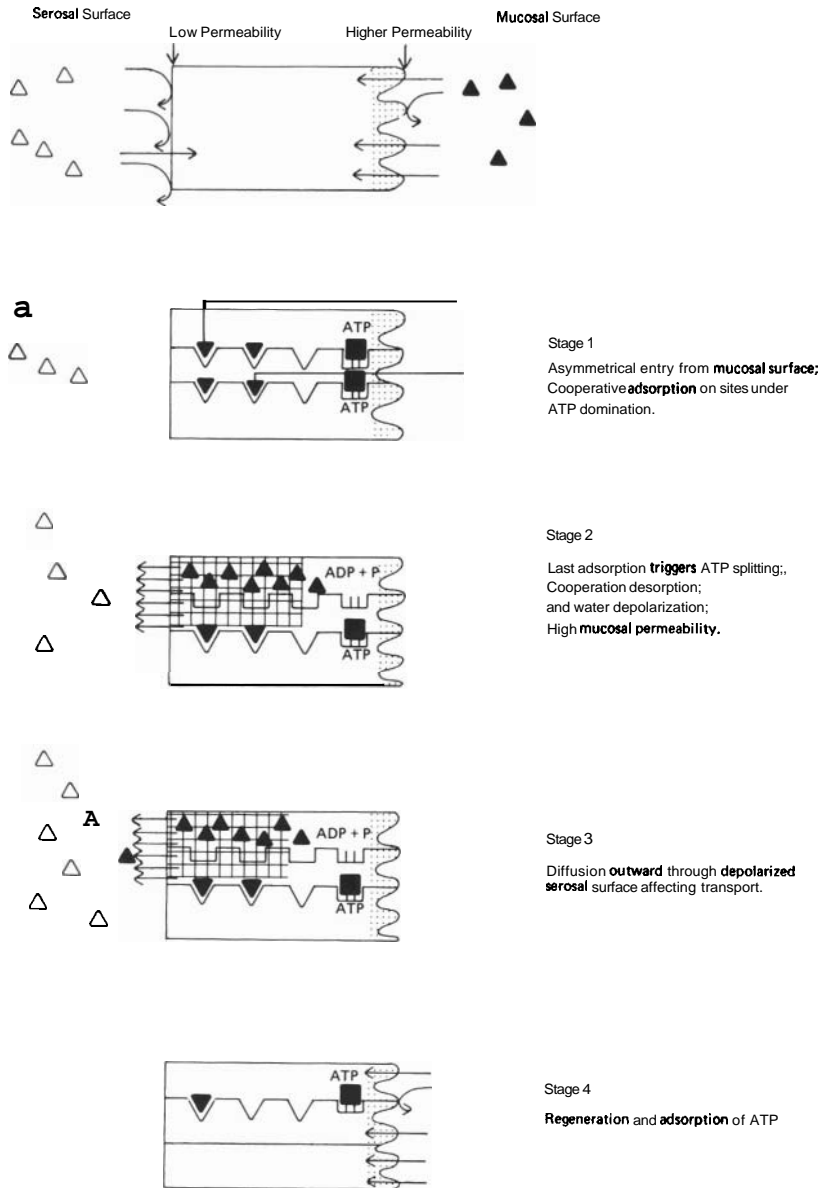 Serosal Surface
Mucosal Surface
Low Permeability
Higher Permeability
a
ATP
ATP
Stage 1
Asymmetrical entry from mucosal surface;
Cooperative adsorption on sites under
ATP domination.
Stage 2
Last adsorption triggers ATP splitting;,
Cooperation desorption;
and water depolarization;
High mucosal permeability.
ADP + P
ATP
A
ADP + P
ATP
Stage 3
Diffusion outward through depolarized
serosal surface affecting transport.
ATP
Stage 4
Regeneration and adsorption of ATP